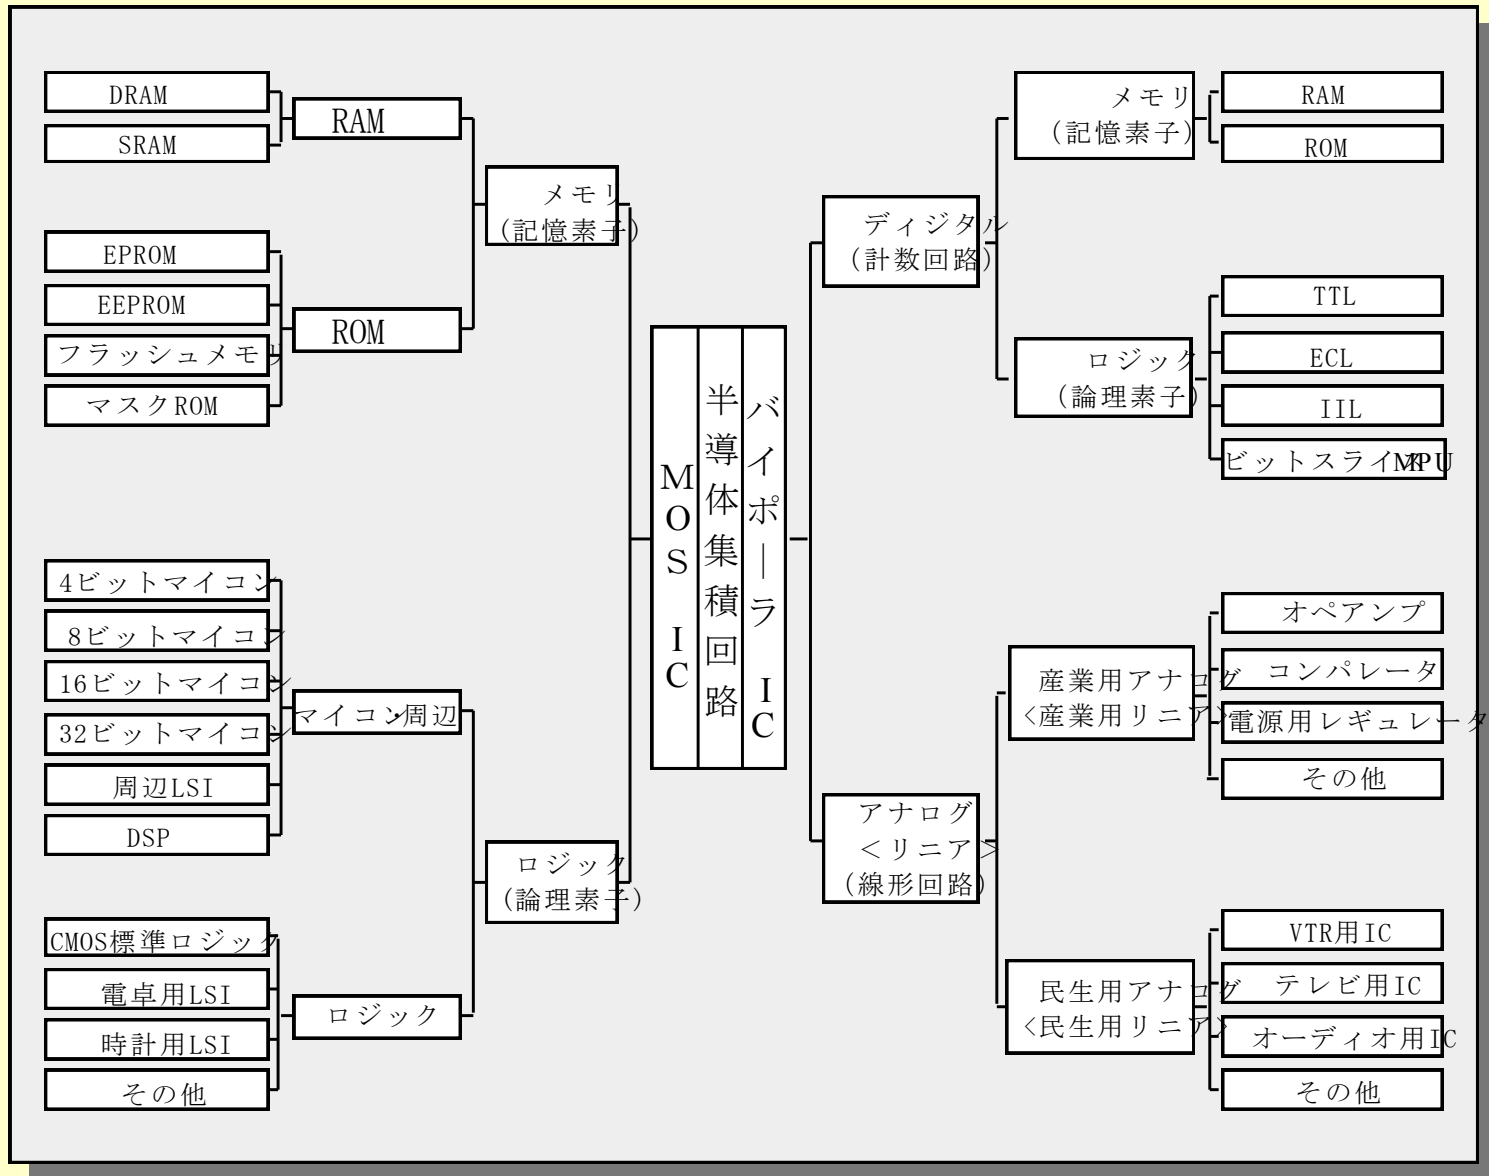 DRAM
SRAM
RAM
EPROM
EEPROM
フラッシュメモリ
マスクROM
ROM
メモリ
(記憶素子)
4ビットマイコン
8ビットマイコン
16ビットマイコン
32ビットマイコン
周辺LSI
DSP
マイコン・周辺
CMOS標準ロジック
電卓用LSI
時計用LSI
その他
ロジック
ロジック
(論理素子)
MOS IC
半導体集積回路
バイポーラ IC
ディジタル
(計数回路)
メモリ
(記憶素子)
RAM
ROM
ロジック
(論理素子)
TTL
ECL
IIL
ビットスライスMPU
アナログ
＜リニア＞
(線形回路)
産業用アナログ
<産業用リニア>
オペアンプ
コンパレータ
電源用レギュレータ
その他
民生用アナログ
<民生用リニア>
VTR用IC
テレビ用IC
オーディオ用IC
その他